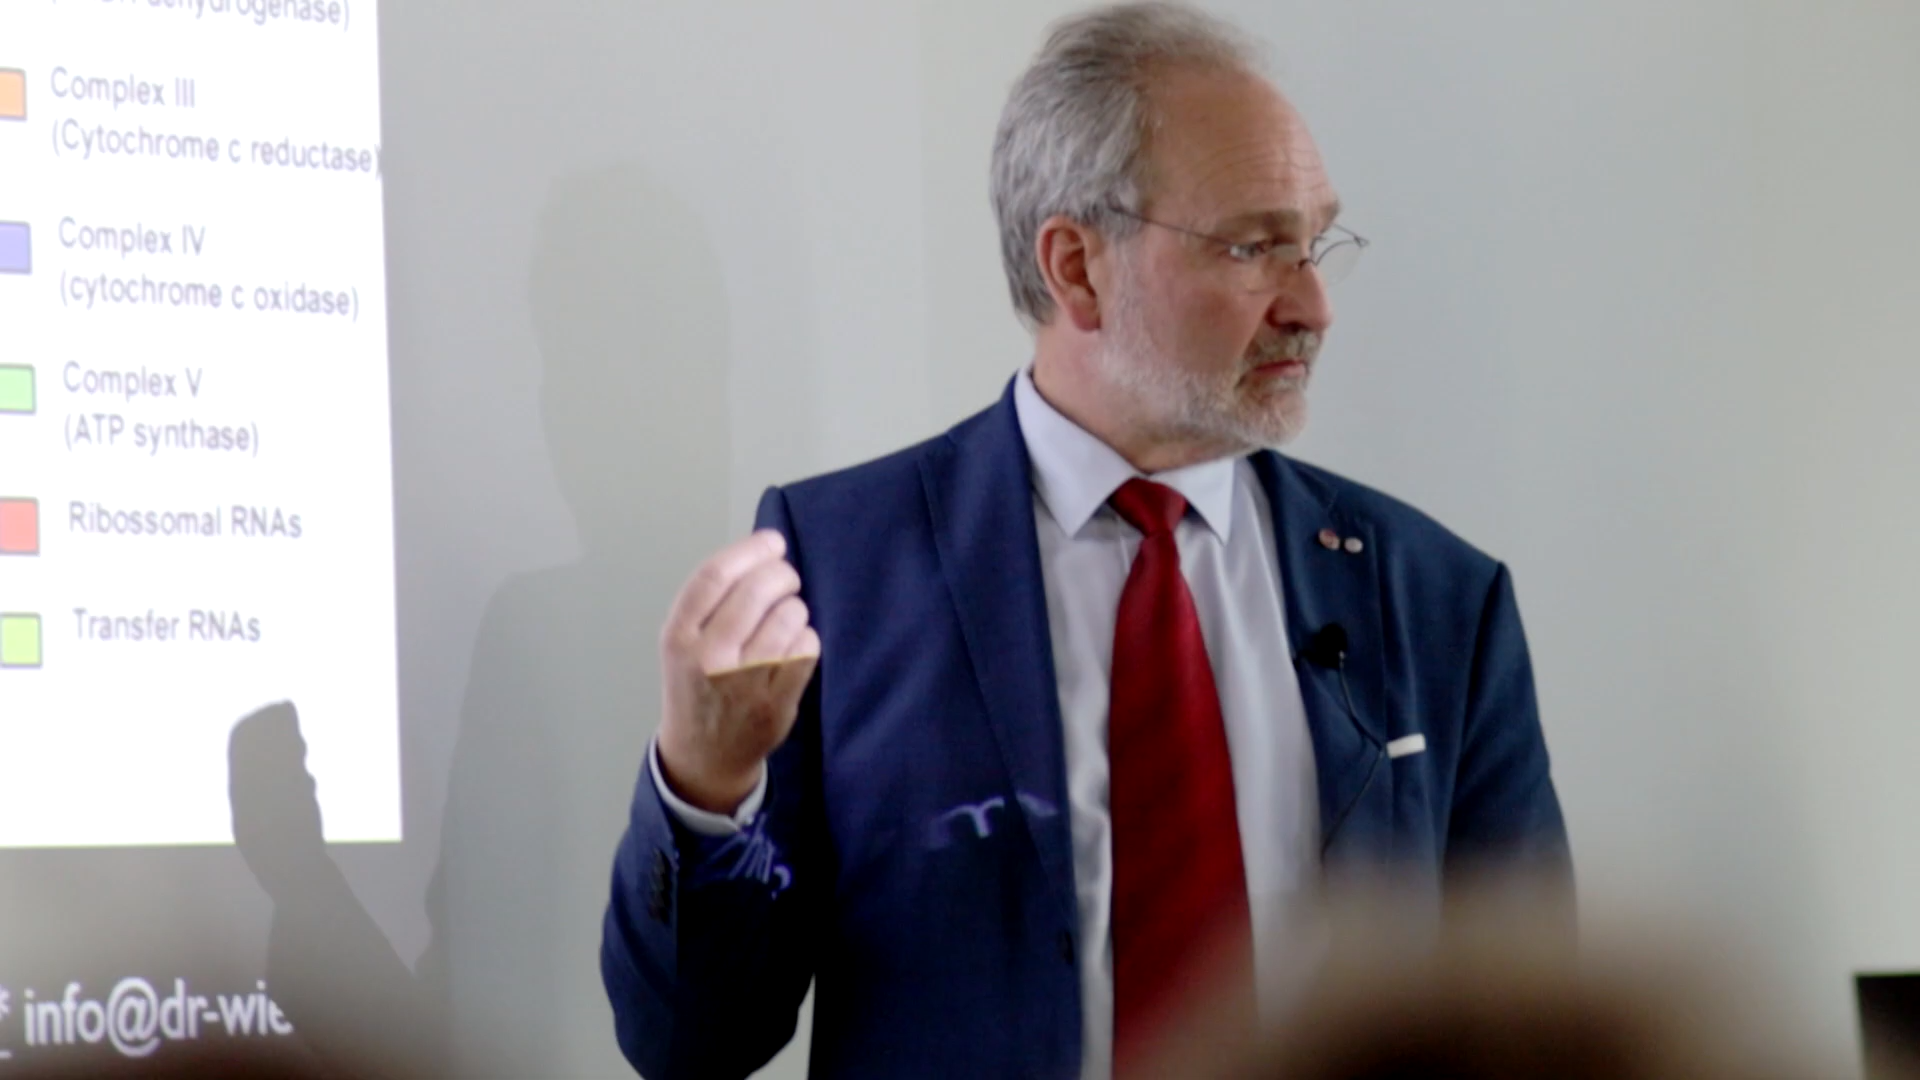 Complex III
(Cytochrome c reductase)
Complex IV
(cytochrome c oxidase)
Complex V
(ATP synthase)
Ribossomal RNAs
Transfer RNAs
* info@dr-wie